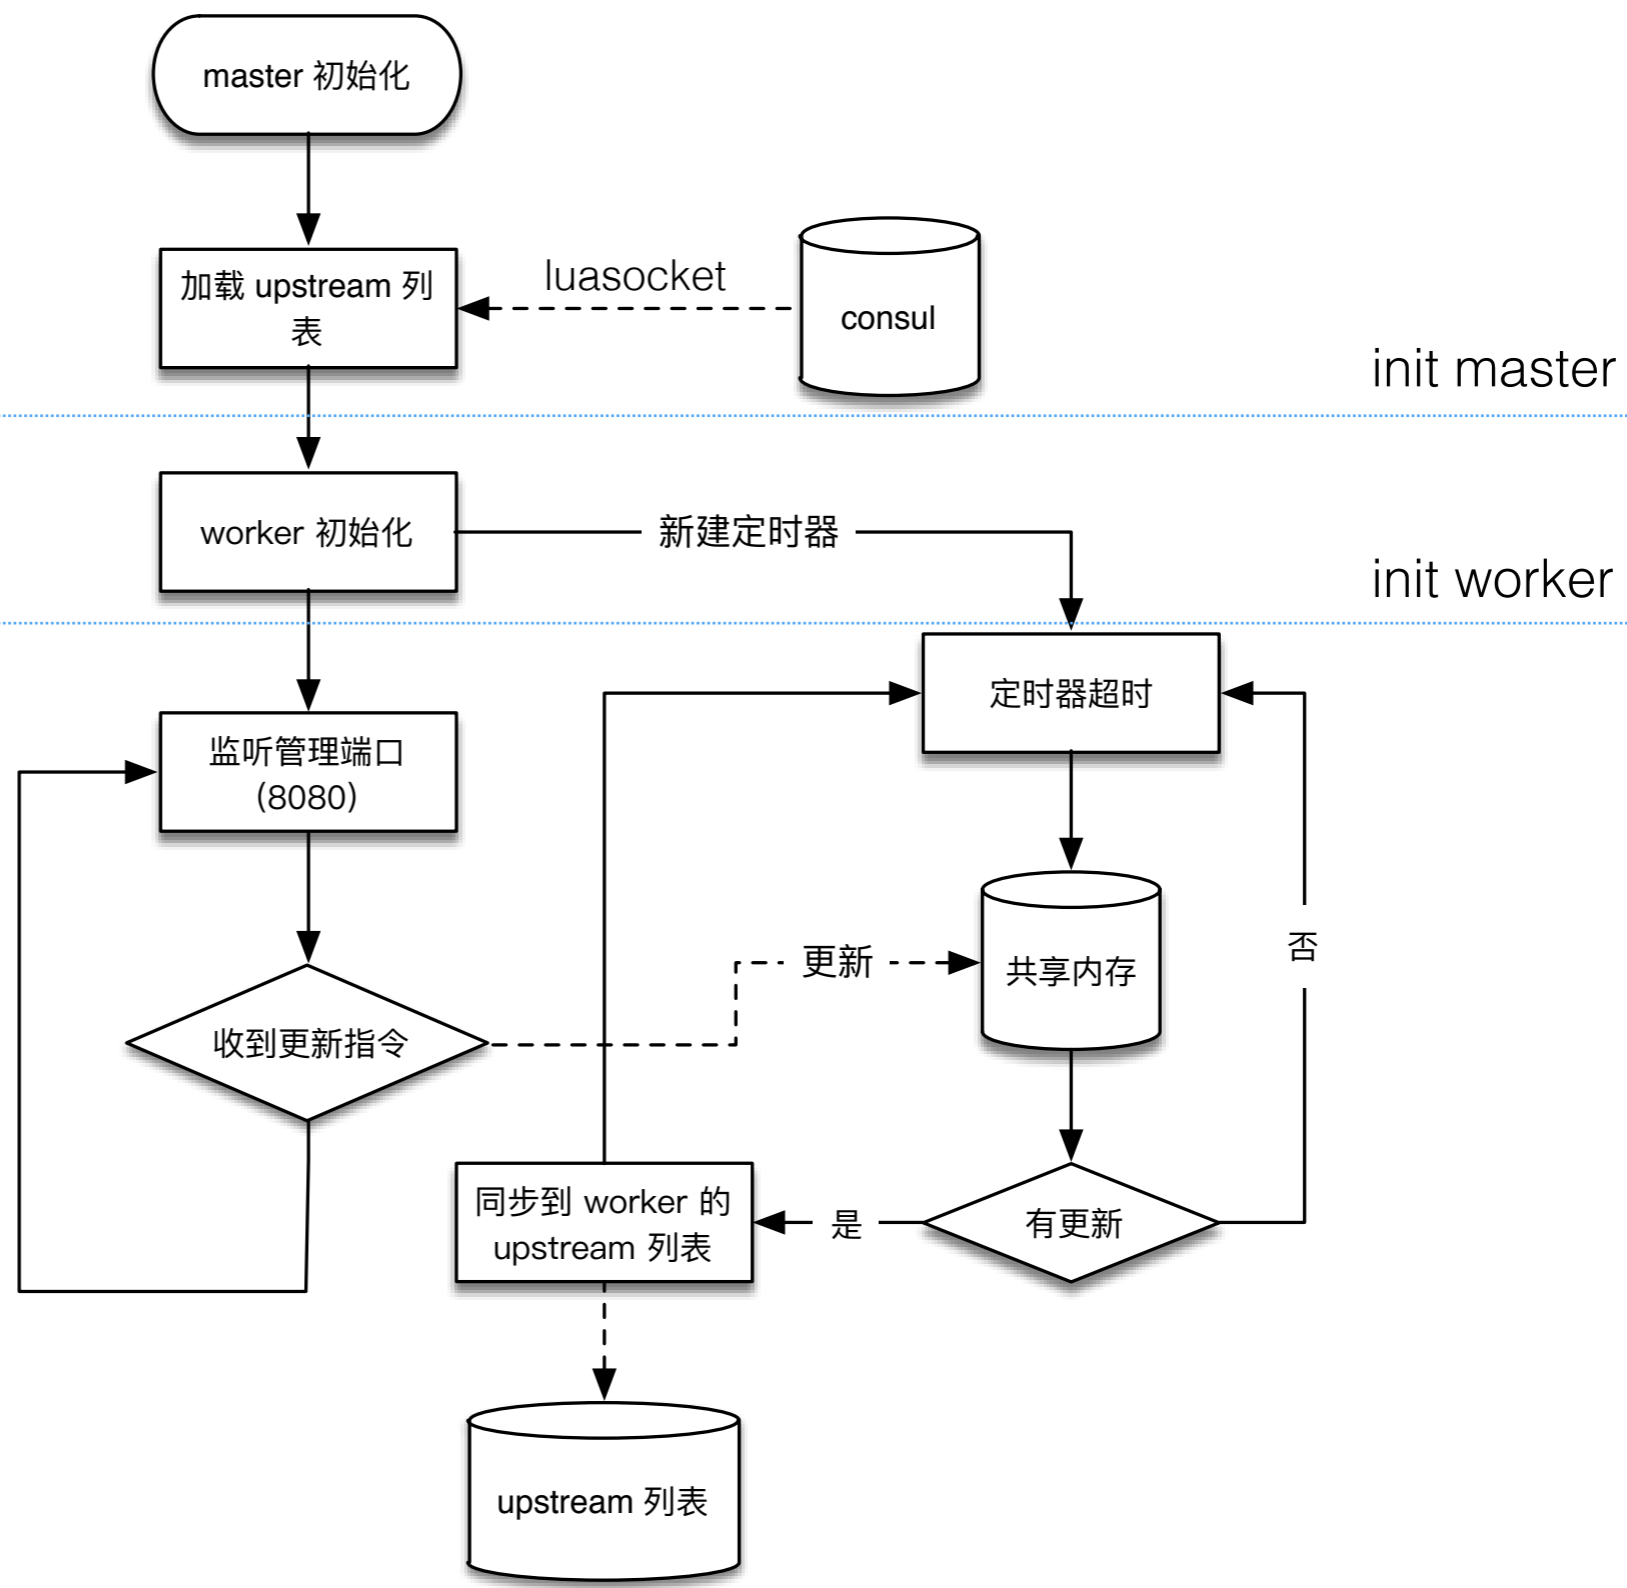 master 初始化
加载 upstream 列
表
luasocket
consul
init master
worker 初始化
新建定时器
init worker
定时器超时
监听管理端口
(8080)
更新
共享内存
否
收到更新指令
同步到 worker 的
upstream 列表
是
有更新
upstream 列表